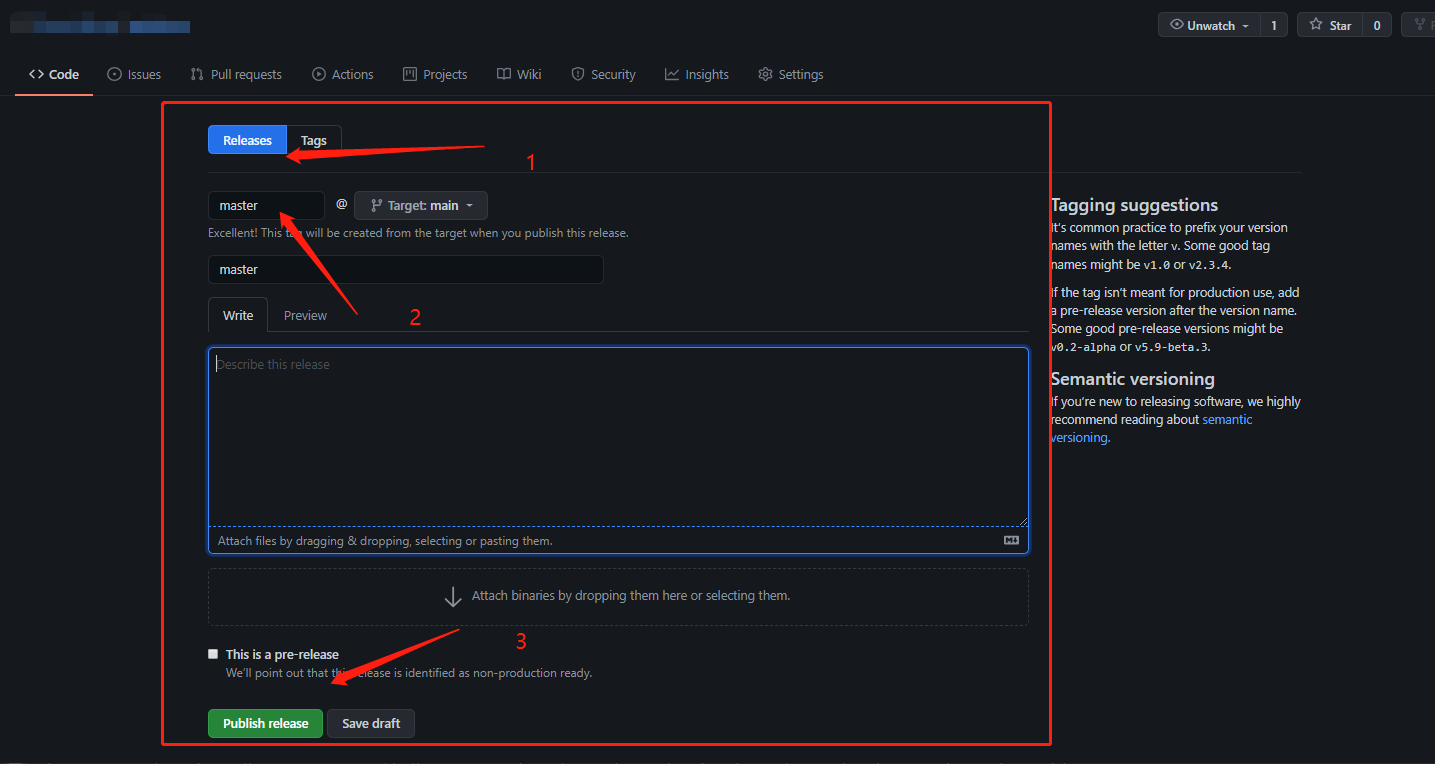 Unwatch 1 Star 0
Code Issues Pull requests Actions Projects Wiki Security Insights Settings
Releases Tags
1
master @ Target: main
Excellent! This tag will be created from the target when you publish this release.
master
Write Preview
2
Describe this release
Attach files by dragging & dropping, selecting or pasting them.
Attach binaries by dropping them here or selecting them.
3
This is a pre-release
We'll point out that this release is identified as non-production ready.
Publish release Save draft
Tagging suggestions
It's common practice to prefix your version
names with the letter v. Some good tag
names might be v1.0 or v2.3.4.
If the tag isn't meant for production use, add
a pre-release version after the version name.
Some good pre-release versions might be
v0.2-alpha or v5.9-beta.3.
Semantic versioning
If you're new to releasing software, we highly
recommend reading about semantic
versioning.